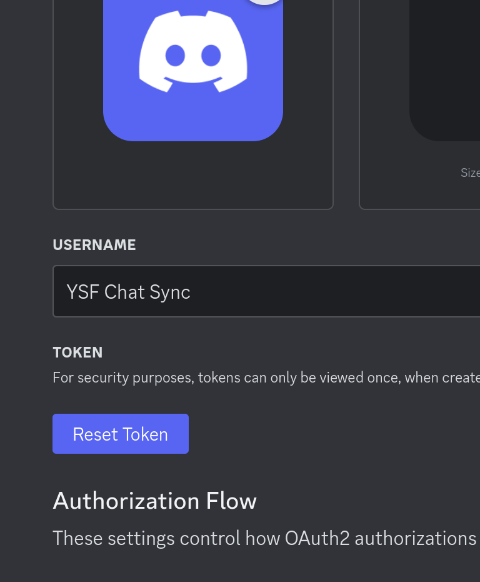 Size
USERNAME
YSF Chat Sync
TOKEN
For security purposes, tokens can only be viewed once, when create
Reset Token
Authorization Flow
These settings control how OAuth2 authorizations